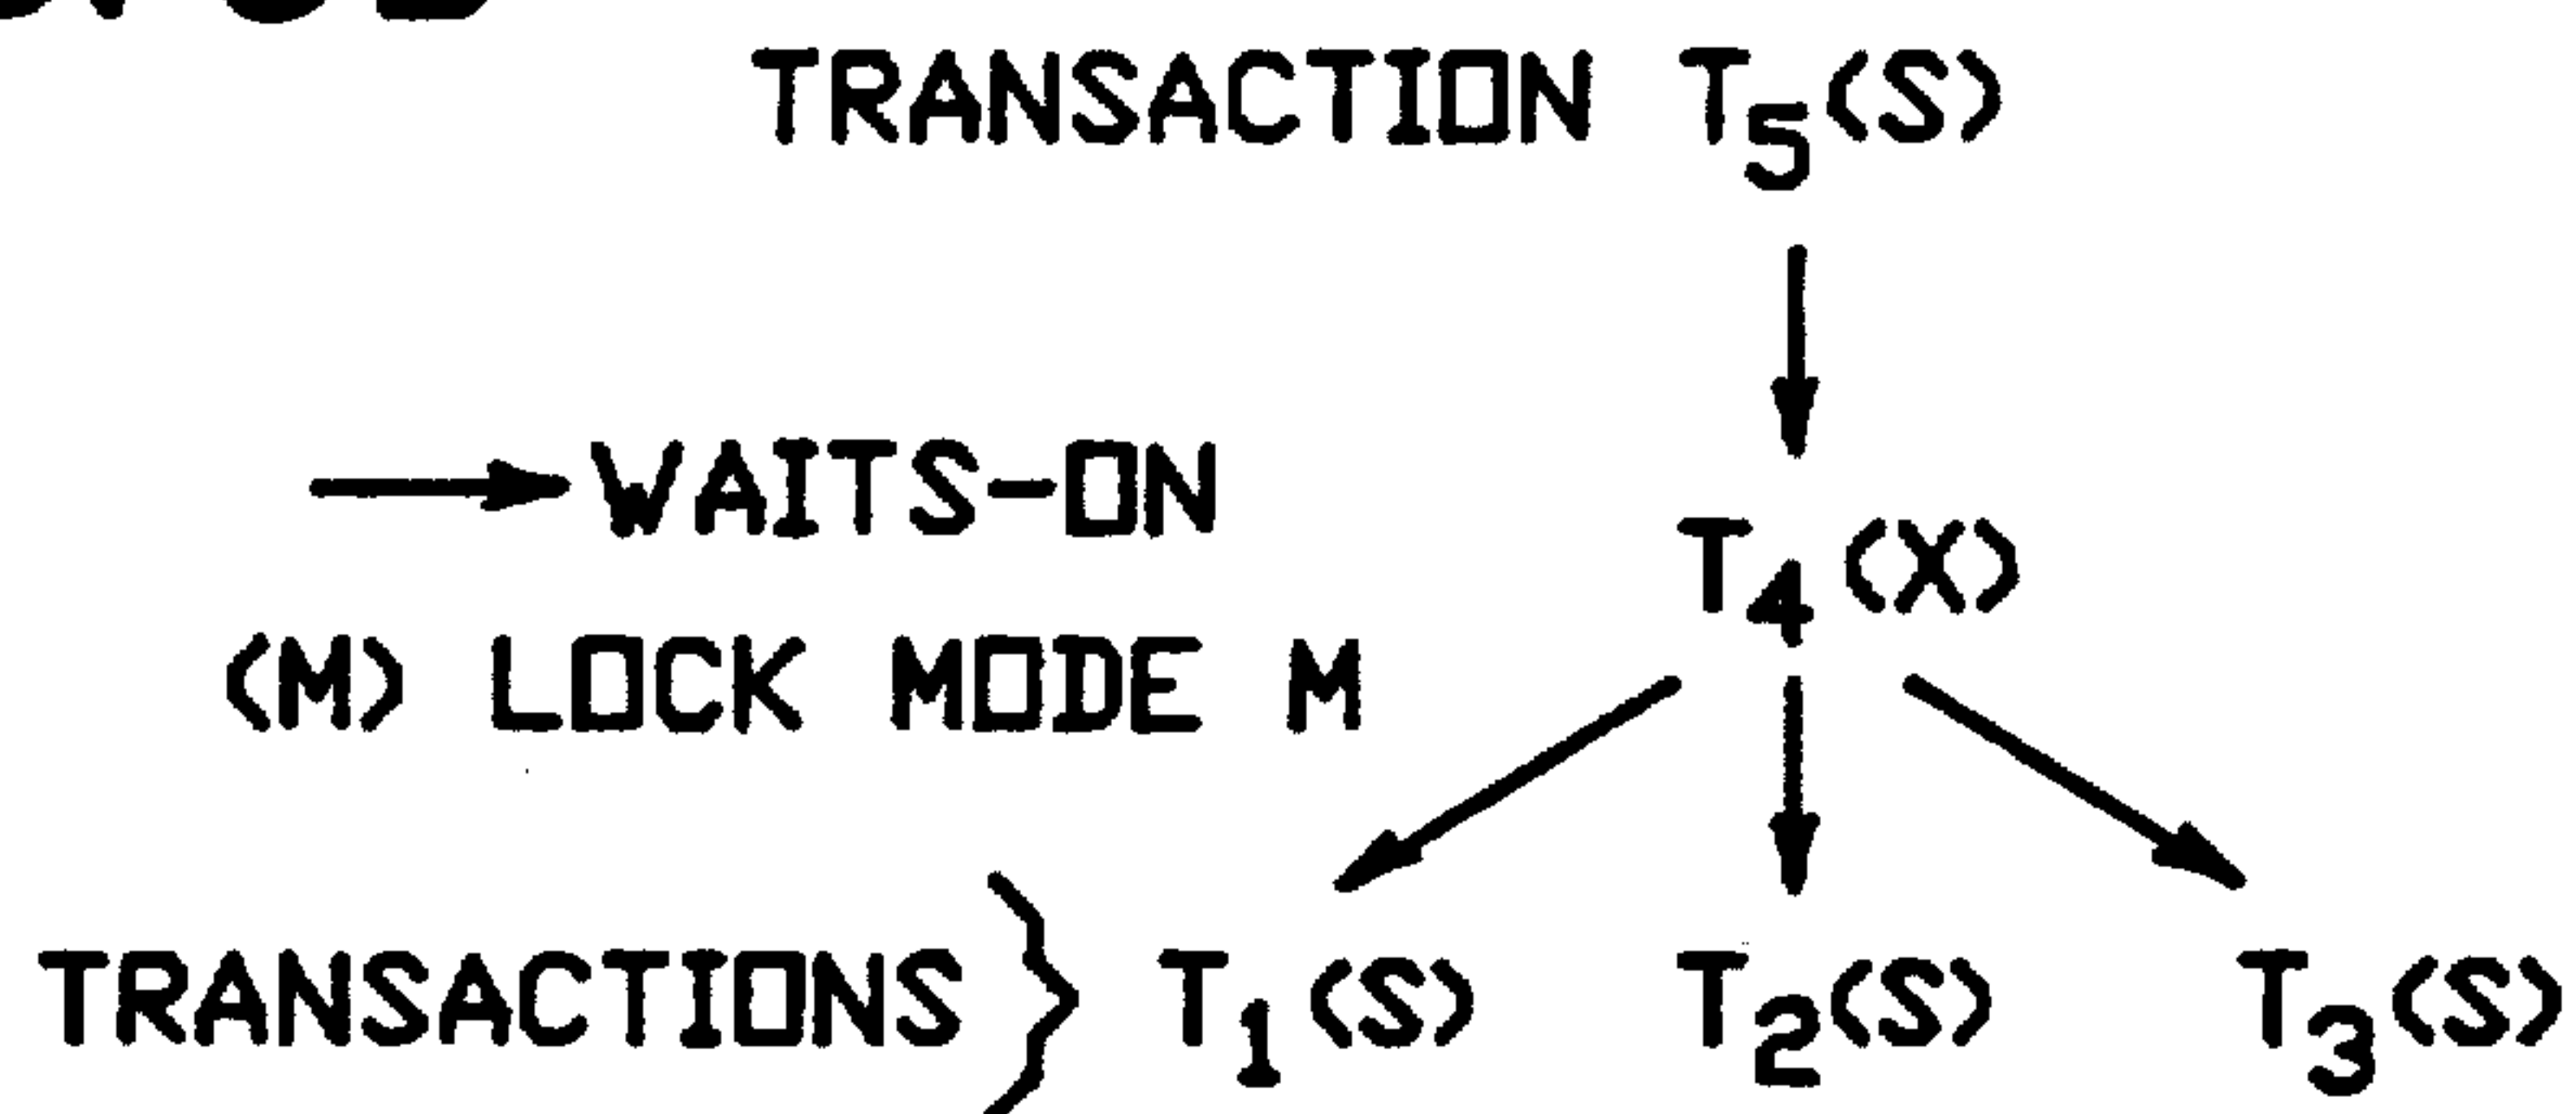 TRANSACTION T5(S)
WAITS-ON
T4(X)
(M) LOCK MODE M
TRANSACTIONS T1(S) T2(S) T3(S)